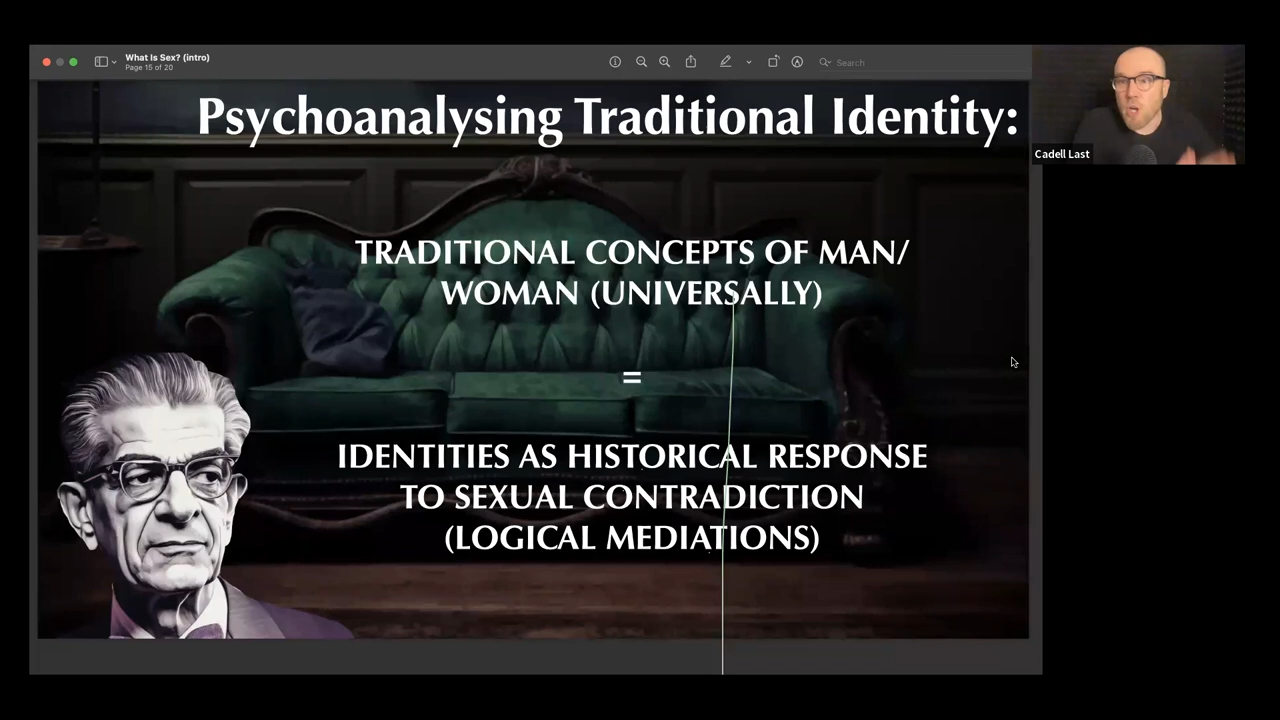 What Is Sex? (intro)
Page 15 of 20
Search
Psychoanalysing Traditional Identity:
Cadell Last
TRADITIONAL CONCEPTS OF MAN/
WOMAN (UNIVERSALLY)
=
IDENTITIES AS HISTORICAL RESPONSE
TO SEXUAL CONTRADICTION
(LOGICAL MEDIATIONS)